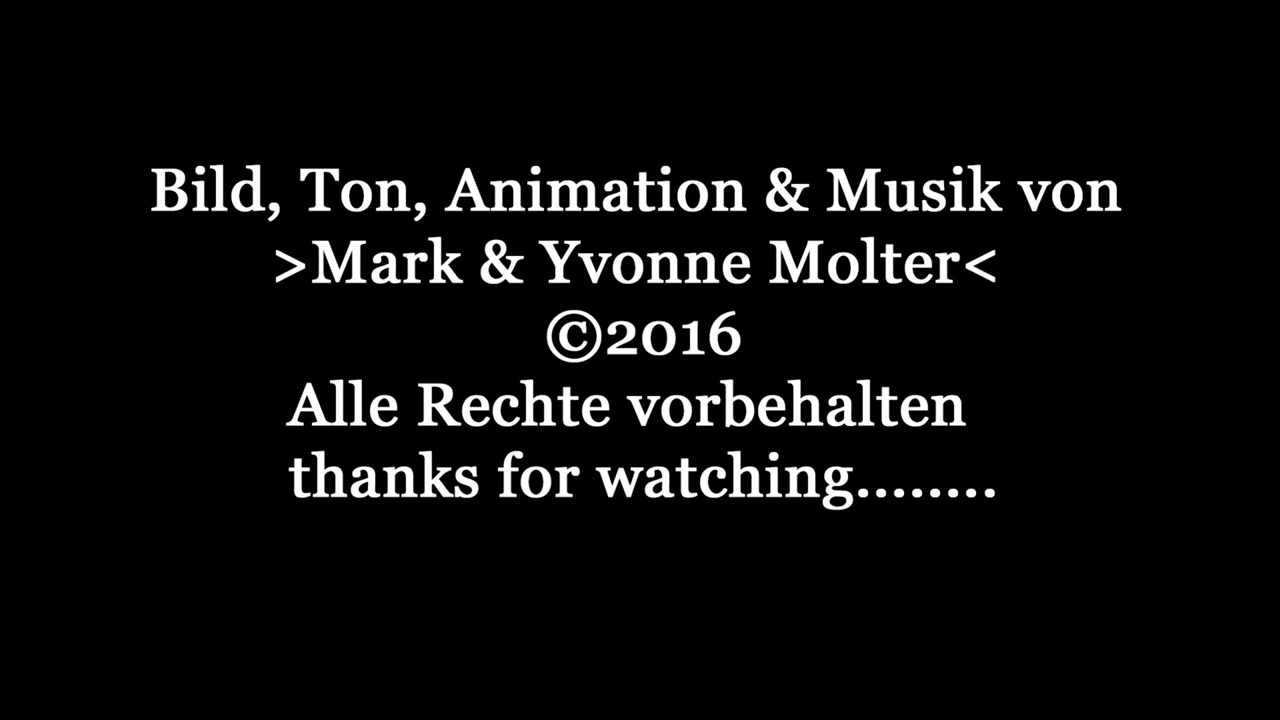 Bild, Ton, Animation & Musik von
>Mark & Yvonne Molter<
©2016
Alle Rechte vorbehalten
thanks for watching........